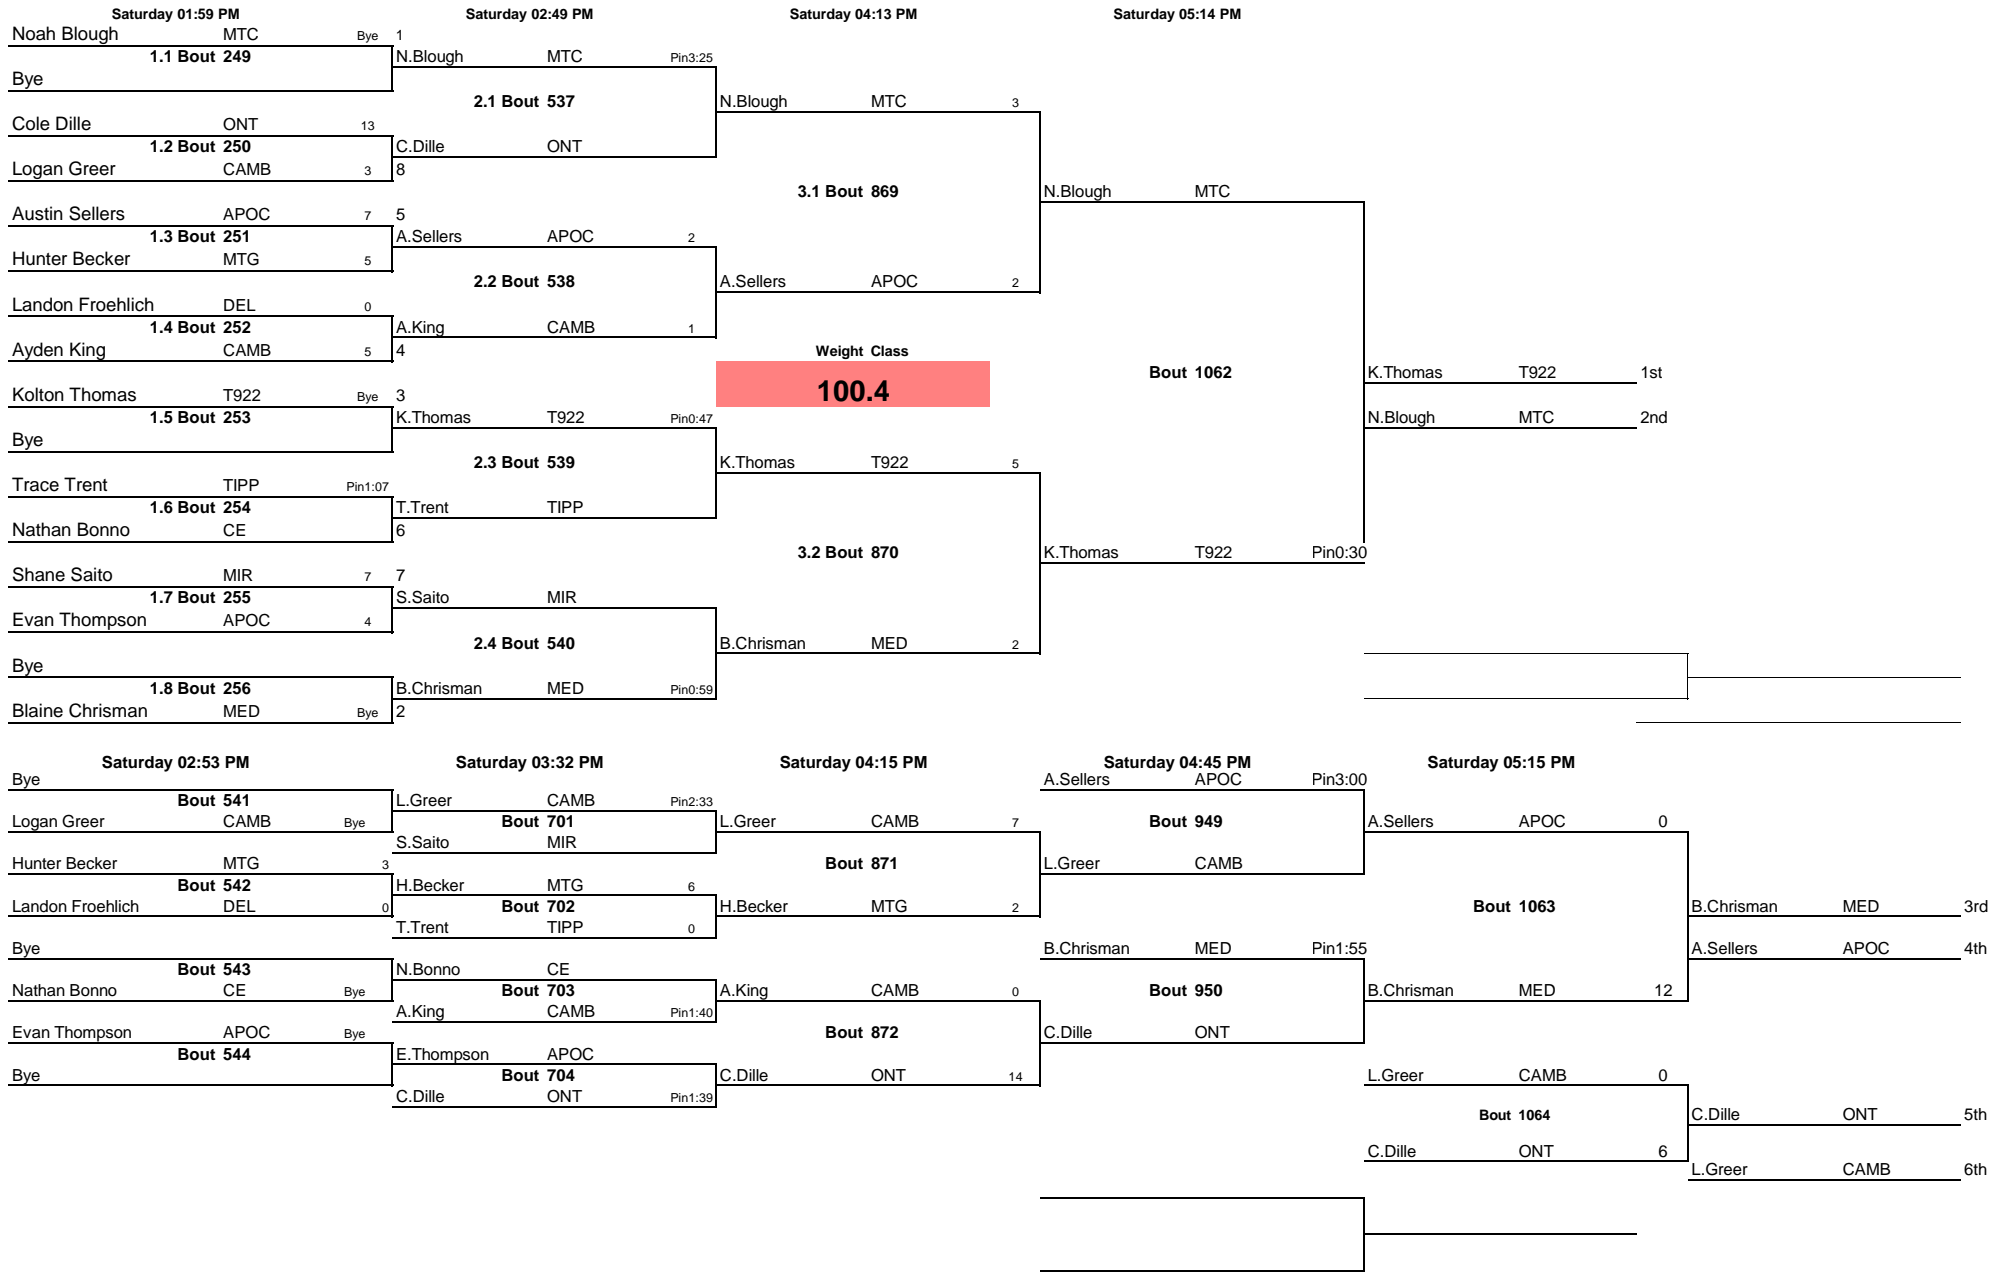 Saturday 01:59 PM Saturday 02:49 PM Saturday 04:13 PM Saturday 05:14 PM
Noah Blough MTC Bye 1
1.1 Bout 249 N.Blough MTC Pin3:25
Bye
2.1 Bout 537 N.Blough MTC 3
Cole Dille ONT 13
1.2 Bout 250 C.Dille ONT
Logan Greer CAMB 3 8
3.1 Bout 869 N.Blough MTC
Austin Sellers APOC 7 5
1.3 Bout 251 A.Sellers APOC 2
Hunter Becker MTG 5
2.2 Bout 538 A.Sellers APOC 2
Landon Froehlich DEL 0
1.4 Bout 252 A.King CAMB 1
Ayden King CAMB 5 4 Weight Class
Bout 1062 K.Thomas T922 1st
100.4
Kolton Thomas T922 Bye 3
1.5 Bout 253 K.Thomas T922 Pin0:47 N.Blough MTC 2nd
Bye
2.3 Bout 539 K.Thomas T922 5
Trace Trent TIPP Pin1:07
1.6 Bout 254 T.Trent TIPP
Nathan Bonno CE 6
3.2 Bout 870 K.Thomas T922 Pin0:30
Shane Saito MIR 7 7
1.7 Bout 255 S.Saito MIR
Evan Thompson APOC 4
2.4 Bout 540 B.Chrisman MED 2
Bye
1.8 Bout 256 B.Chrisman MED Pin0:59
Blaine Chrisman MED Bye 2
Saturday 02:53 PM Saturday 03:32 PM Saturday 04:15 PM Saturday 04:45 PM Saturday 05:15 PM
Bye A.Sellers APOC Pin3:00
Bout 541 L.Greer CAMB Pin2:33
Logan Greer CAMB Bye Bout 701 L.Greer CAMB 7 Bout 949 A.Sellers APOC 0
S.Saito MIR
Hunter Becker MTG 3 Bout 871 L.Greer CAMB
Bout 542 H.Becker MTG 6
Landon Froehlich DEL 0 Bout 702 H.Becker MTG 2 Bout 1063 B.Chrisman MED 3rd
T.Trent TIPP 0
Bye B.Chrisman MED Pin1:55 A.Sellers APOC 4th
Bout 543 N.Bonno CE
Nathan Bonno CE Bye Bout 703 A.King CAMB 0 Bout 950 B.Chrisman MED 12
A.King CAMB Pin1:40
Evan Thompson APOC Bye Bout 872 C.Dille ONT
Bout 544 E.Thompson APOC
Bye Bout 704 C.Dille ONT 14 L.Greer CAMB 0
C.Dille ONT Pin1:39
Bout 1064 C.Dille ONT 5th
C.Dille ONT 6
L.Greer CAMB 6th